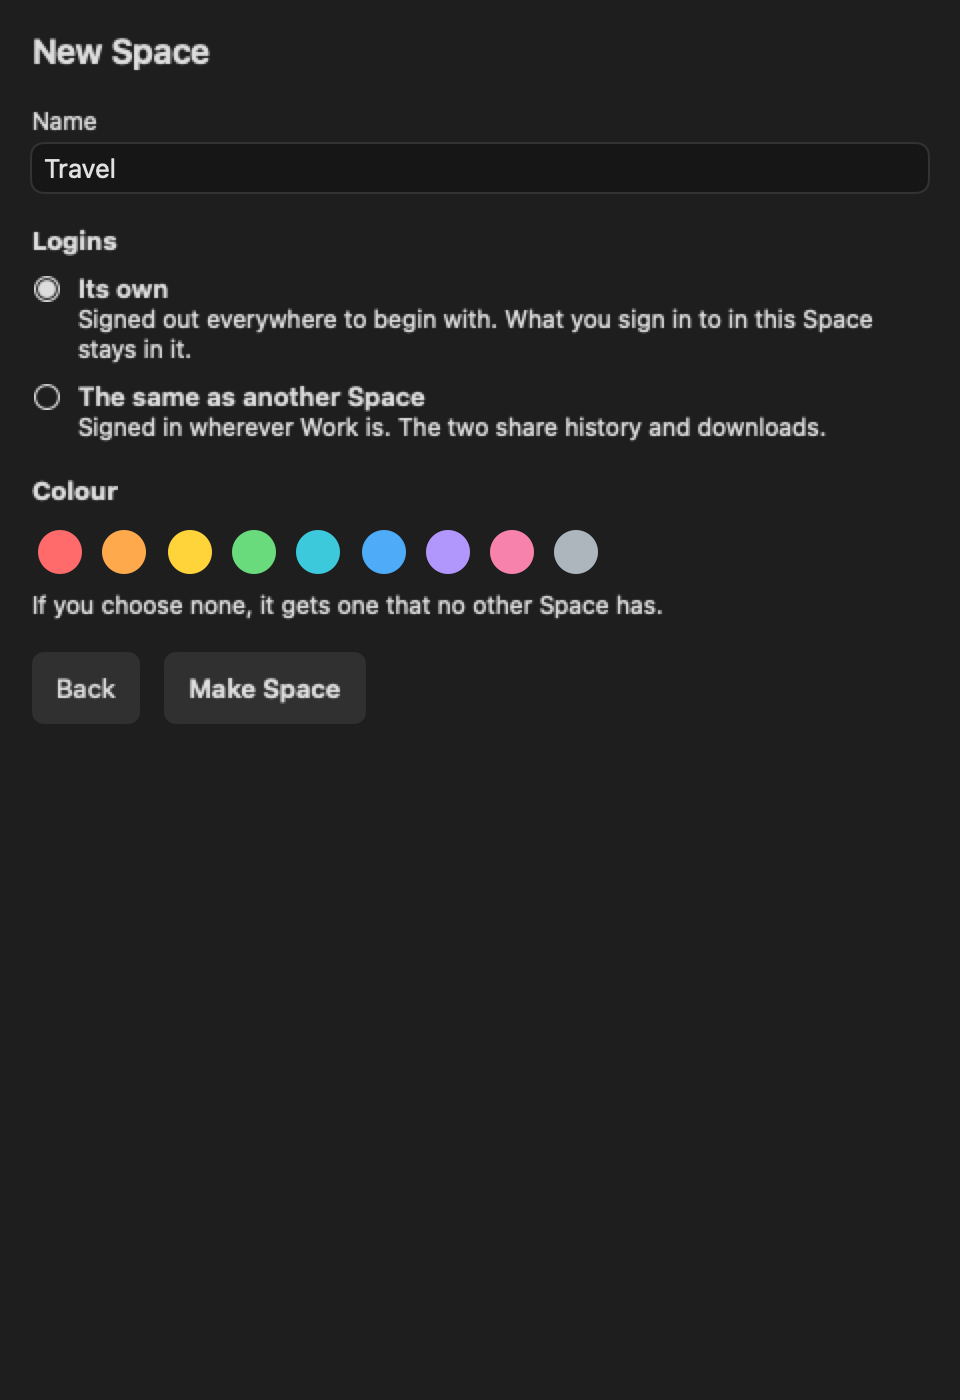 New Space
Name
Travel
Logins
Its own
Signed out everywhere to begin with. What you sign in to in this Space
stays in it.
The same as another Space
Signed in wherever Work is. The two share history and downloads.
Colour
If you choose none, it gets one that no other Space has.
Back
Make Space